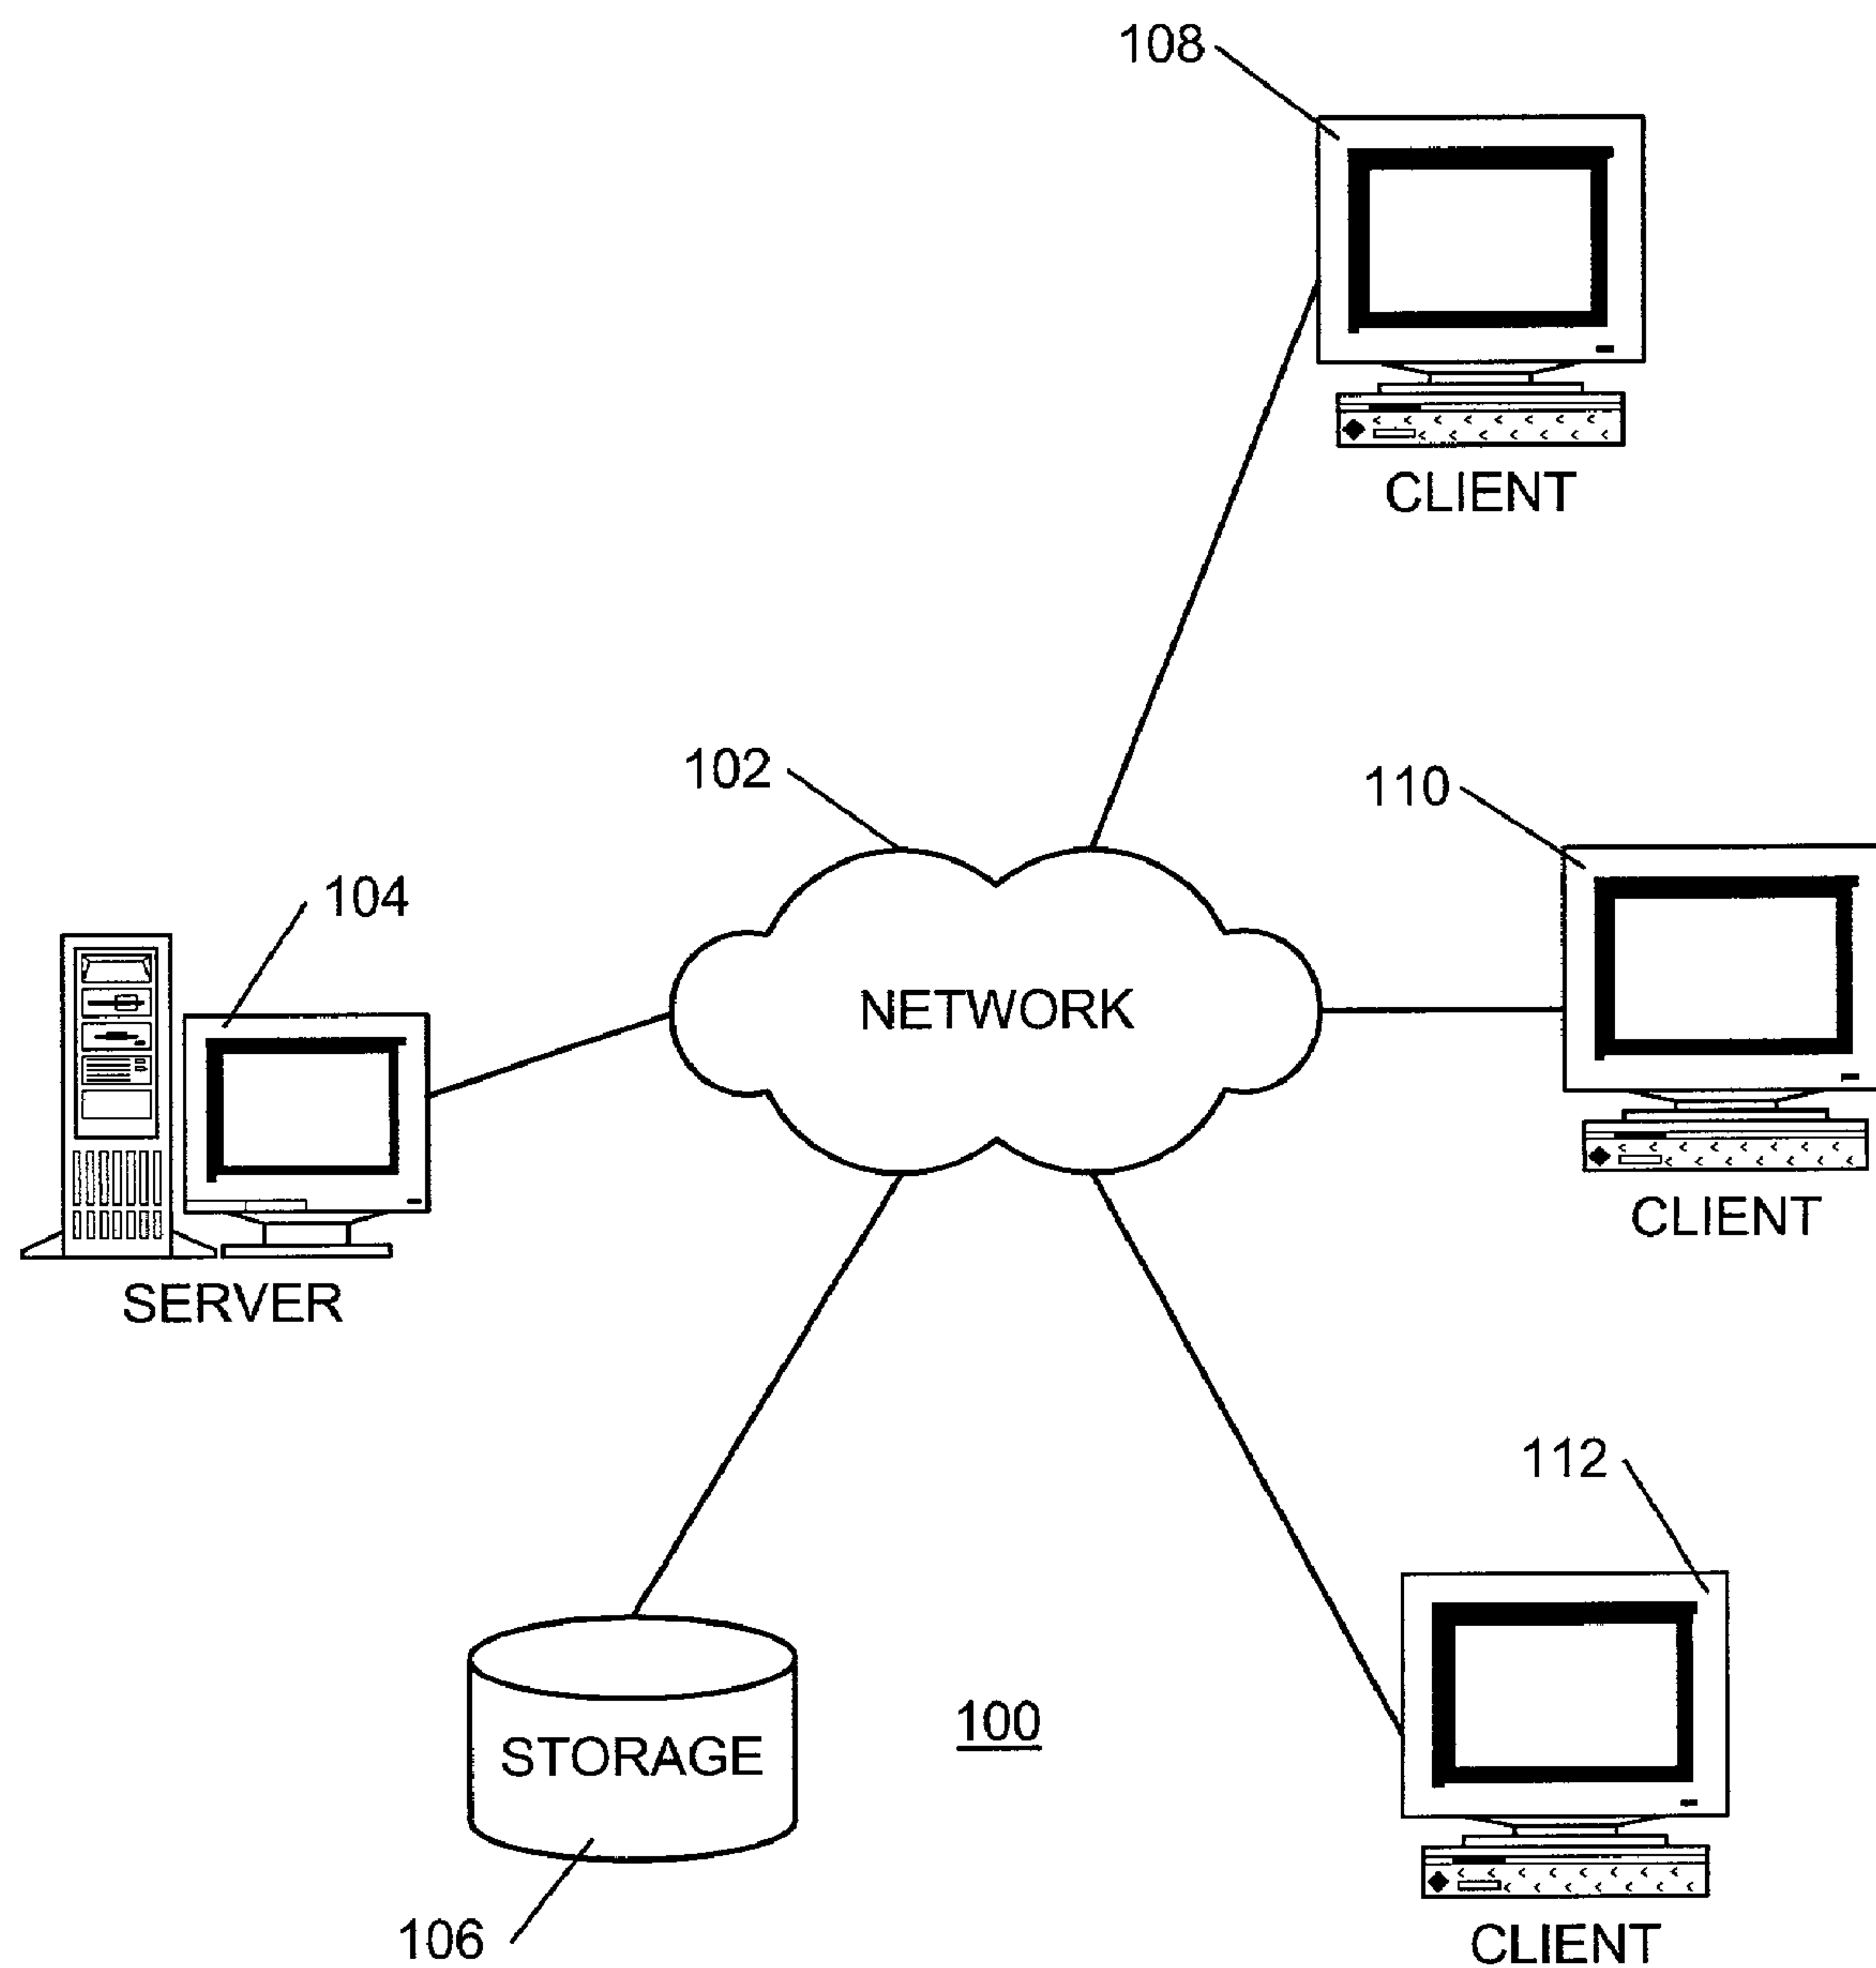 108
CLIENT
102
110
104
NETWORK
CLIENT
SERVER
112
STORAGE
100
106
CLIENT